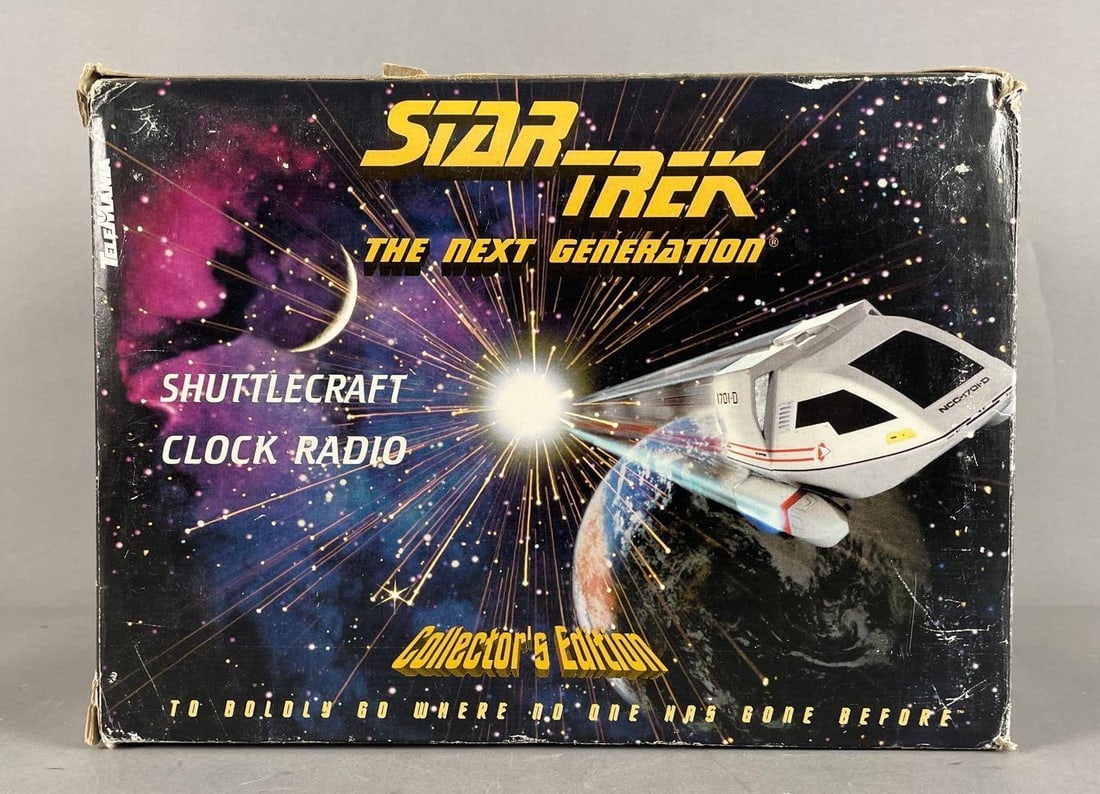 STAR
TREK
THE NEXT GENERATION®
TELEMANIA
SHUTTLECRAFT
CLOCK RADIO
1701-D
NCC-1701-D
Collector's Edition
TO BOLDLY GO WHERE NO ONE HAS GONE BEFORE™